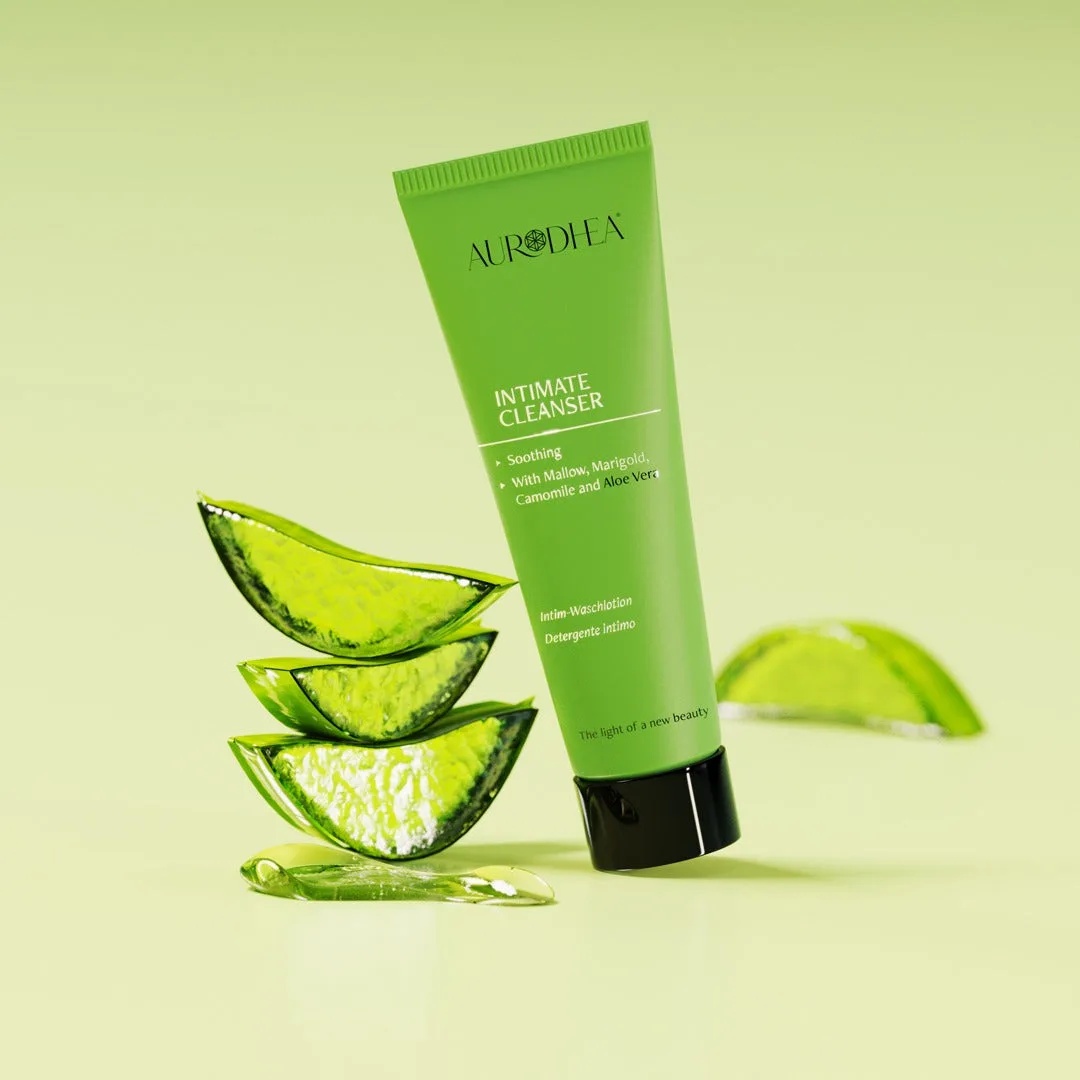 AURODHEA®
INTIMATE
CLEANSER
▸ Soothing
▸ With Mallow, Marigold,
Camomile and Aloe Vera
Intim-Waschlotion
Detergente intimo
The light of a new beauty